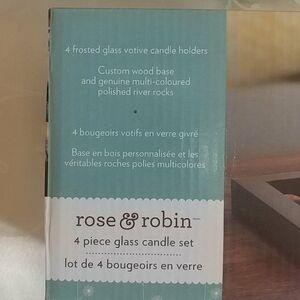 4 frosted glass votive candle holders
Custom wood base
and genuine multi-coloured
polished river rocks
4 bougeoirs votifs en verre givré
Base en bois personnalisée et les
véritables roches polies multicolores
rose & robin™
4 piece glass candle set
lot de 4 bougeoirs en verre